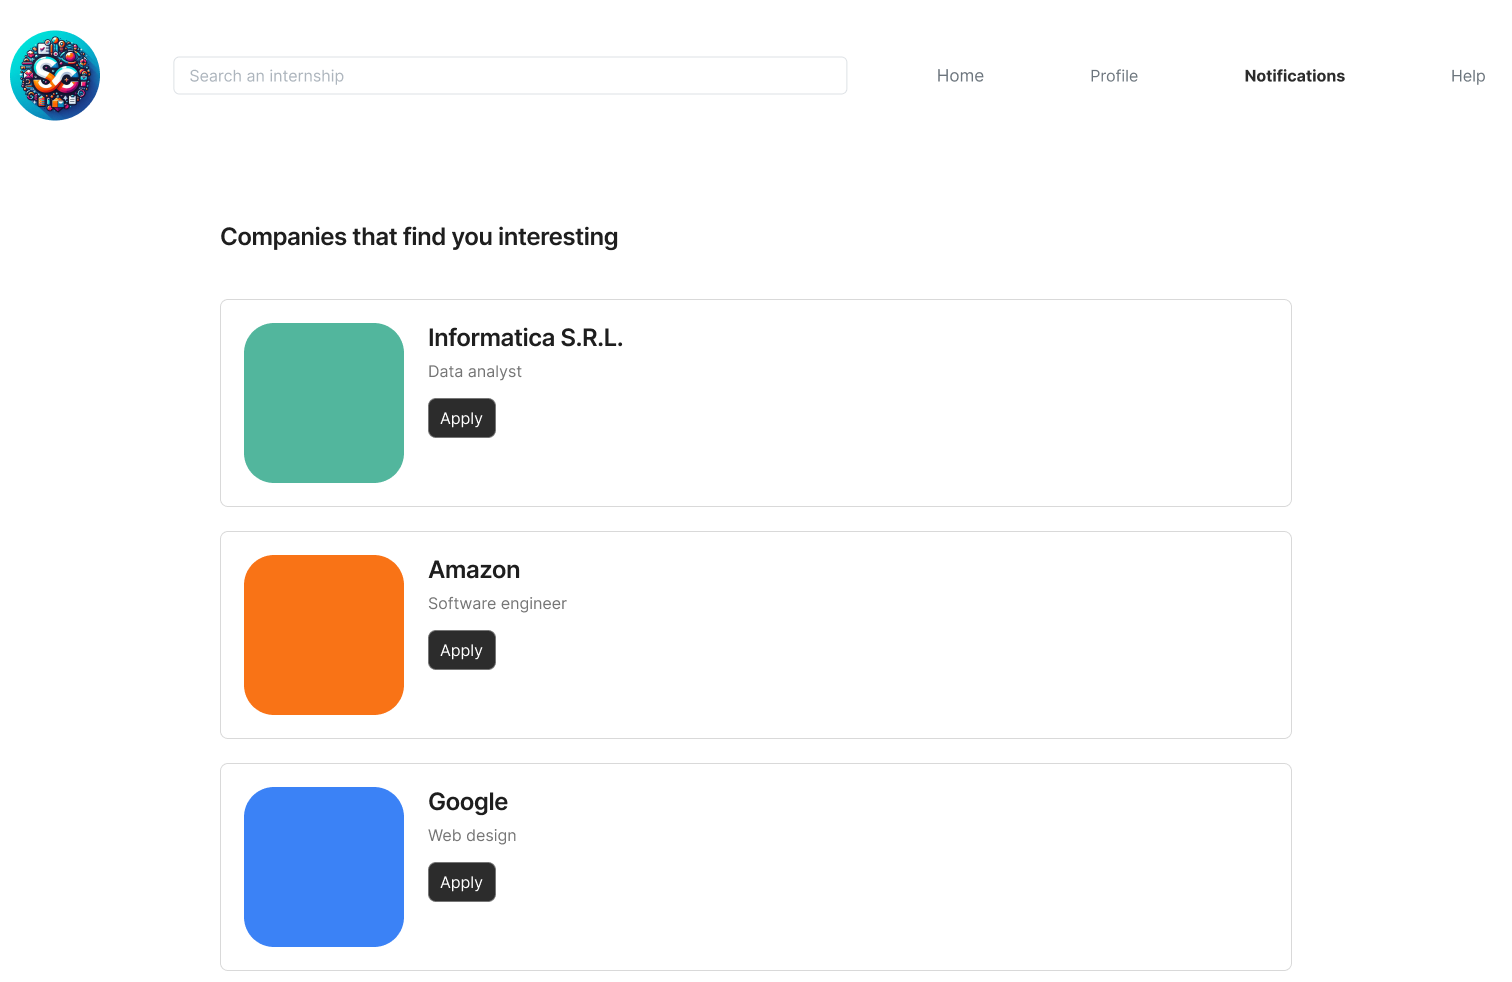 SC
Search an internship
Home
Profile
Notifications
Help
Companies that find you interesting
Informatica S.R.L.
Data analyst
Apply
Amazon
Software engineer
Apply
Google
Web design
Apply